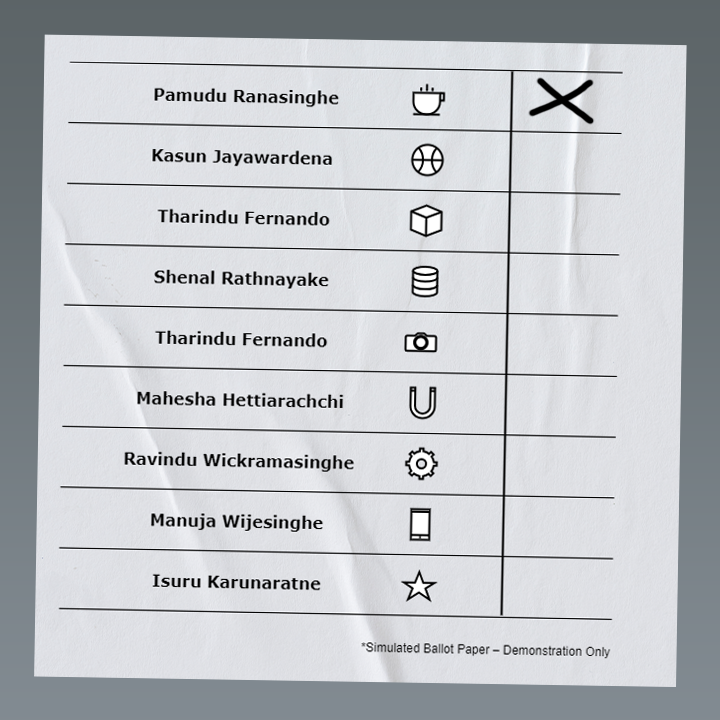 Pamudu Ranasinghe
Kasun Jayawardena
Tharindu Fernando
Shenal Rathnayake
Tharindu Fernando
Mahesha Hettiarachchi
Ravindu Wickramasinghe
Manuja Wijesinghe
Isuru Karunaratne
*Simulated Ballot Paper – Demonstration Only